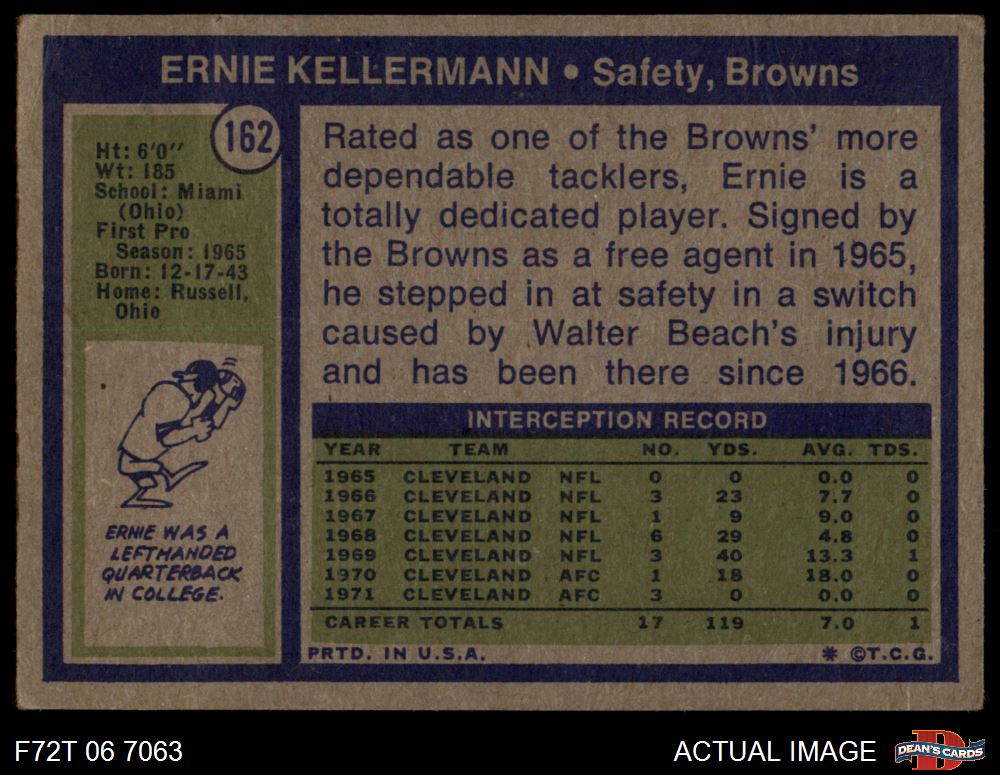 ERNIE KELLERMANN • Safety, Browns
162
Ht: 6'0''
Wt: 185
School: Miami
(Ohio)
First Pro
Season: 1965
Born: 12-17-43
Home: Russell,
Ohio
ERNIE WAS A
LEFTHANDED
QUARTERBACK
IN COLLEGE.
Rated as one of the Browns' more
dependable tacklers, Ernie is a
totally dedicated player. Signed by
the Browns as a free agent in 1965,
he stepped in at safety in a switch
caused by Walter Beach's injury
and has been there since 1966.
INTERCEPTION RECORD
YEAR TEAM NO. YDS. AVG. TDS.
1965 CLEVELAND NFL 0 0 0.0 0
1966 CLEVELAND NFL 3 23 7.7 0
1967 CLEVELAND NFL 1 9 9.0 0
1968 CLEVELAND NFL 6 29 4.8 0
1969 CLEVELAND NFL 3 40 13.3 1
1970 CLEVELAND AFC 1 18 18.0 0
1971 CLEVELAND AFC 3 0 0.0 0
CAREER TOTALS 17 119 7.0 1
PRTD. IN U.S.A. * ©T.C.G.
F72T 06 7063
ACTUAL IMAGE
DEAN'S CARDS